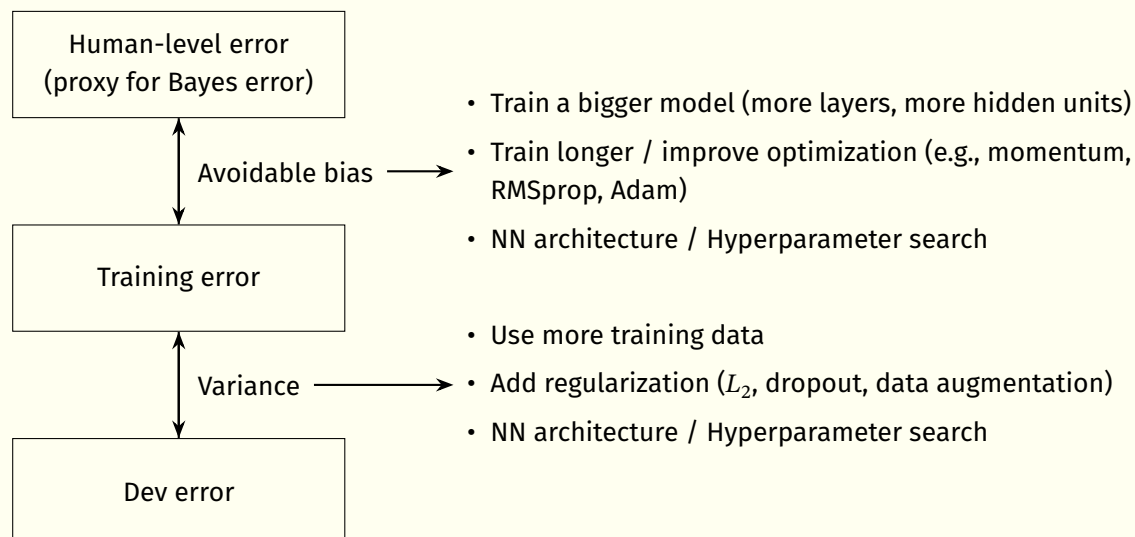 Human-level error
(proxy for Bayes error)
• Train a bigger model (more layers, more hidden units)
Avoidable bias
• Train longer / improve optimization (e.g., momentum,
RMSprop, Adam)
• NN architecture / Hyperparameter search
Training error
• Use more training data
Variance
• Add regularization (L₂, dropout, data augmentation)
• NN architecture / Hyperparameter search
Dev error